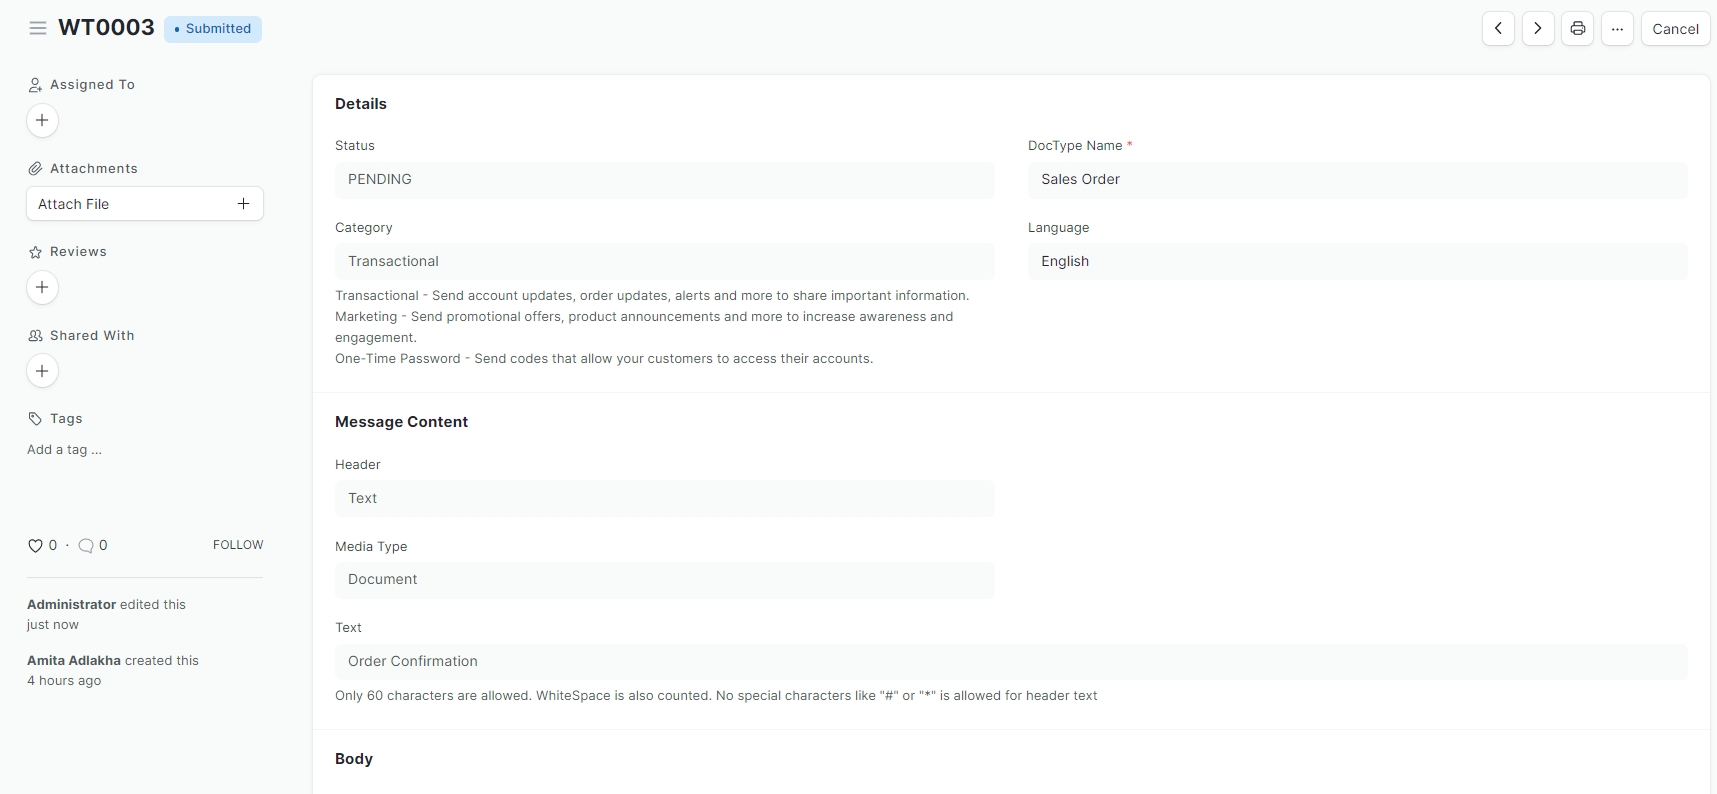 WT0003
Submitted
Cancel
Assigned To
Attachments
Attach File
Reviews
Shared With
Tags
Add a tag ...
0 · 0
FOLLOW
Administrator edited this
just now
Amita Adlakha created this
4 hours ago
Details
Status
PENDING
DocType Name *
Sales Order
Category
Transactional
Language
English
Transactional - Send account updates, order updates, alerts and more to share important information.
Marketing - Send promotional offers, product announcements and more to increase awareness and
engagement.
One-Time Password - Send codes that allow your customers to access their accounts.
Message Content
Header
Text
Media Type
Document
Text
Order Confirmation
Only 60 characters are allowed. WhiteSpace is also counted. No special characters like "#" or "*" is allowed for header text
Body